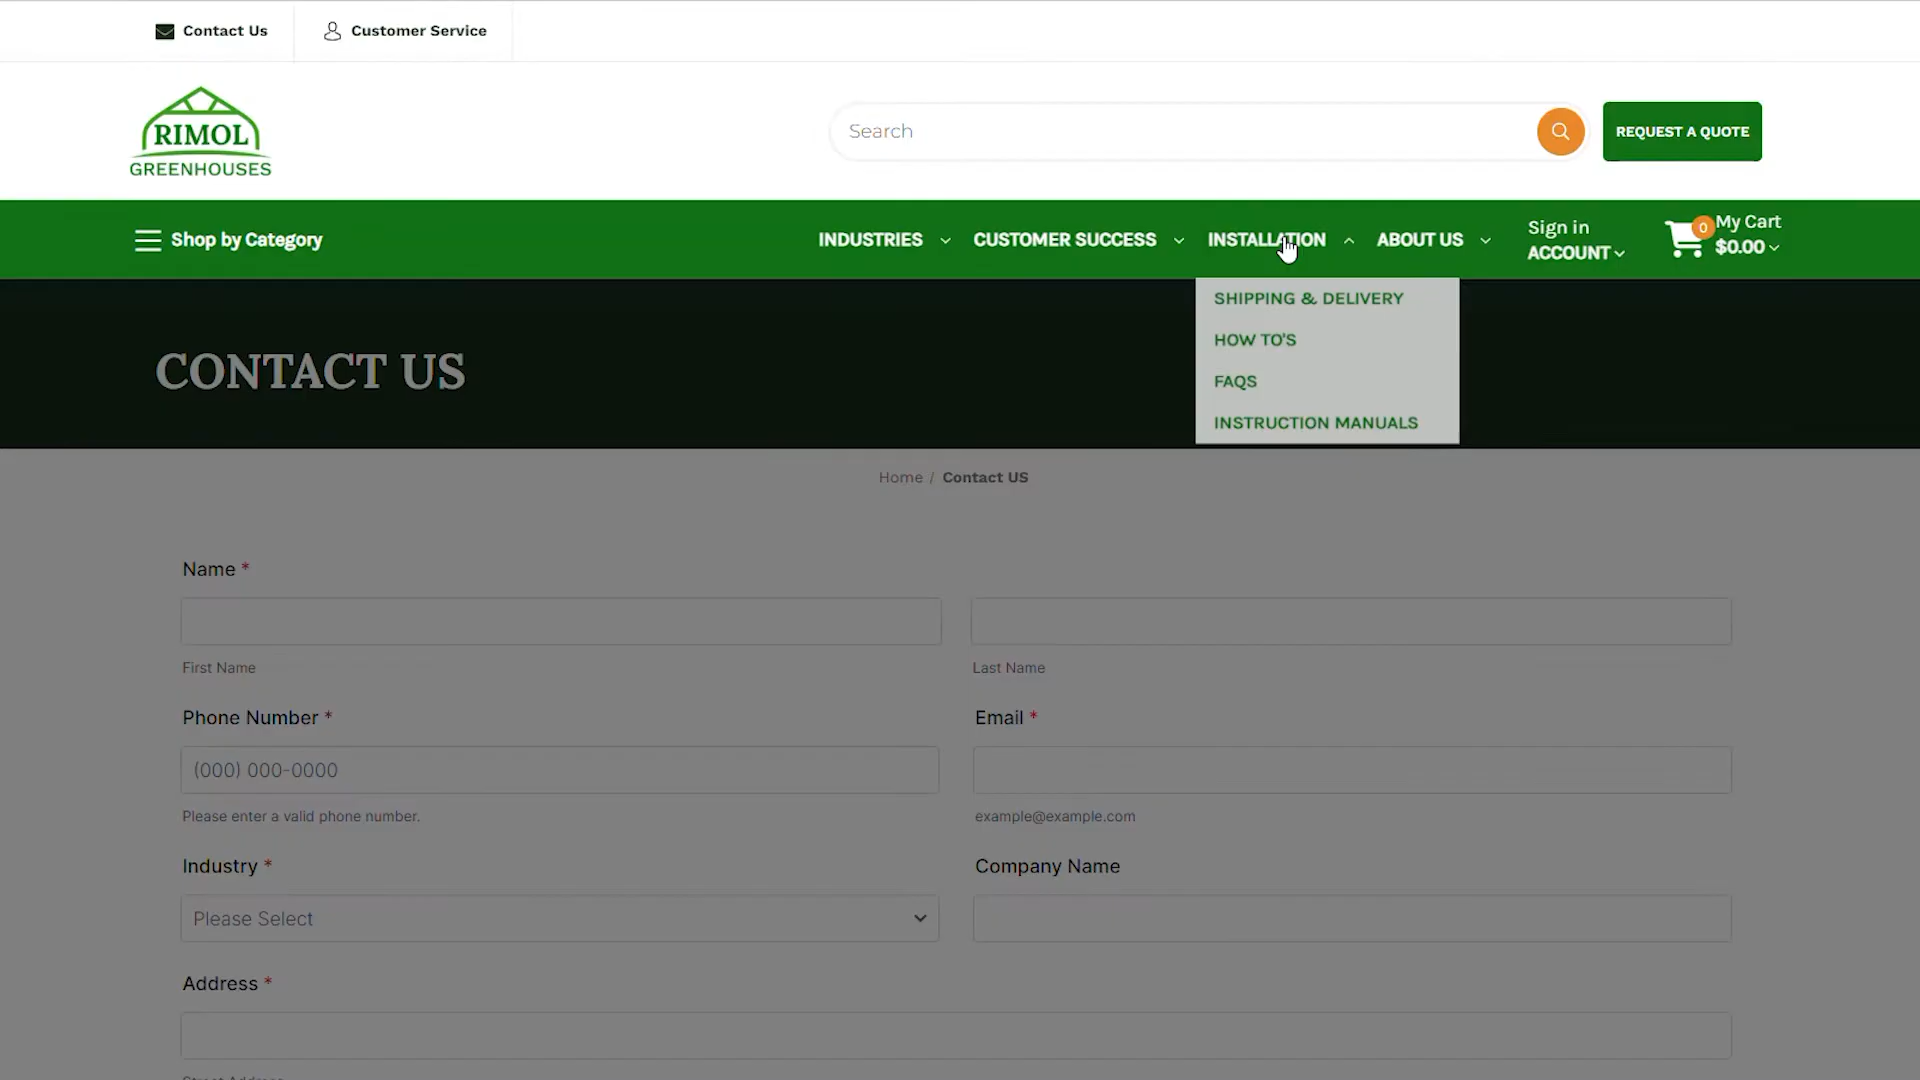 Contact Us
Customer Service
RIMOL
GREENHOUSES
Search
REQUEST A QUOTE
Shop by Category
INDUSTRIES
CUSTOMER SUCCESS
INSTALLATION
ABOUT US
Sign in
ACCOUNT
0
My Cart
$0.00
SHIPPING & DELIVERY
HOW TO'S
FAQS
INSTRUCTION MANUALS
CONTACT US
Home / Contact US
Name *
First Name
Last Name
Phone Number *
Email *
(000) 000-0000
Please enter a valid phone number.
example@example.com
Industry *
Company Name
Please Select
Address *